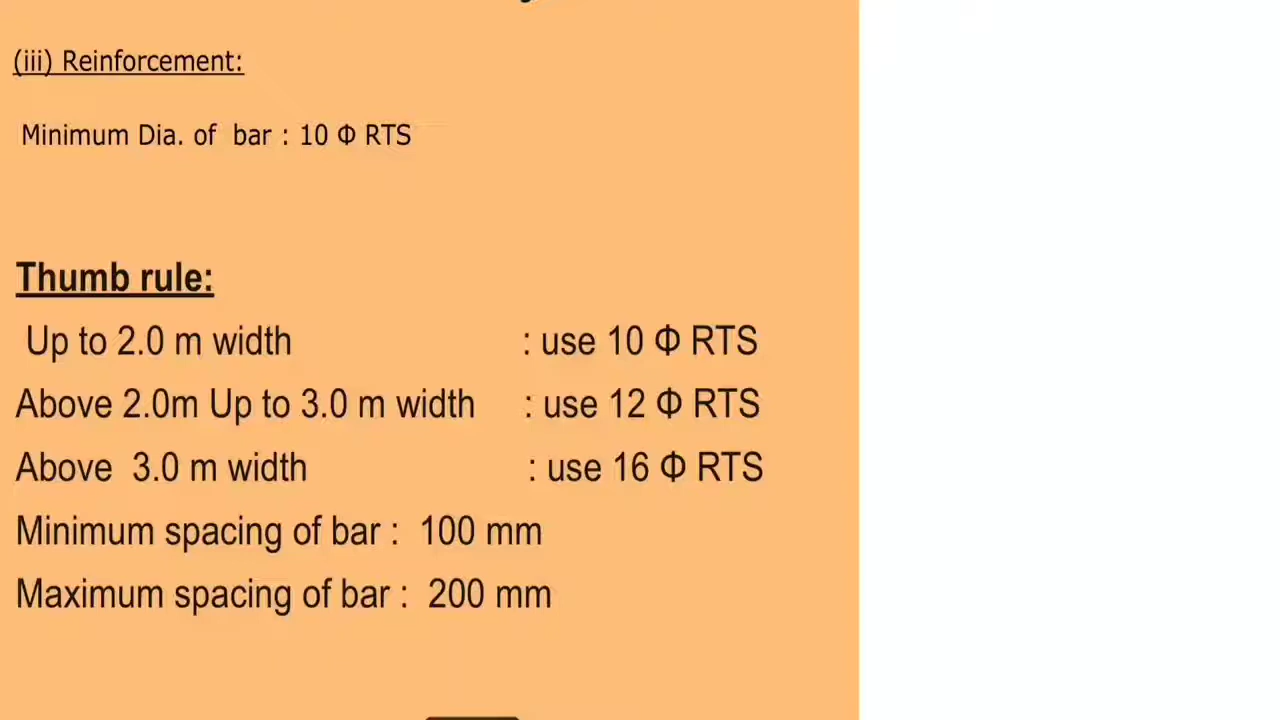 (iii) Reinforcement:
Minimum Dia. of bar : 10 Φ RTS
Thumb rule:
Up to 2.0 m width : use 10 Φ RTS
Above 2.0m Up to 3.0 m width : use 12 Φ RTS
Above 3.0 m width : use 16 Φ RTS
Minimum spacing of bar : 100 mm
Maximum spacing of bar : 200 mm